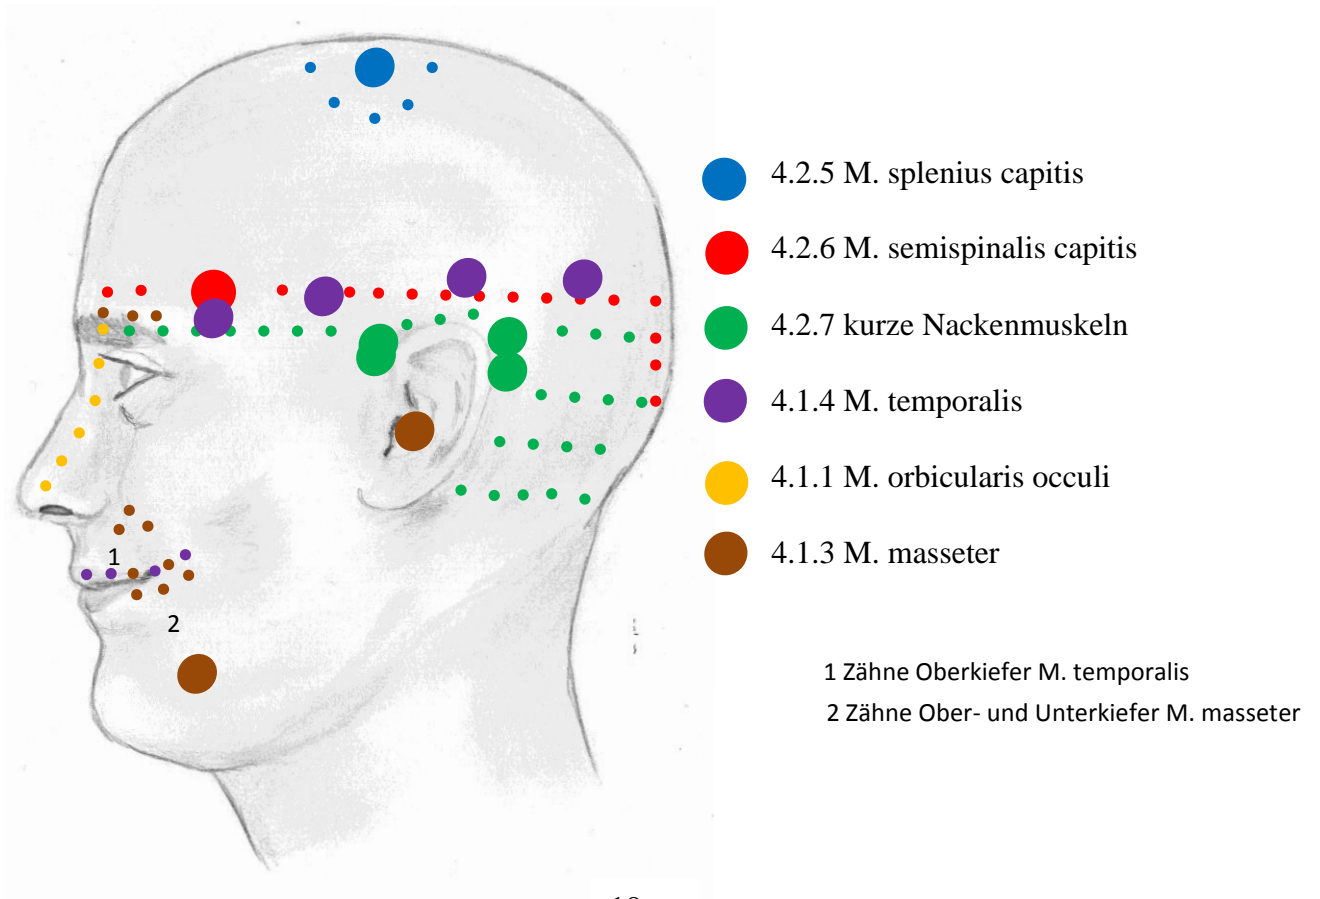 4.2.5 M. splenius capitis
4.2.6 M. semispinalis capitis
4.2.7 kurze Nackenmuskeln
4.1.4 M. temporalis
4.1.1 M. orbicularis occuli
4.1.3 M. masseter
1
2
1 Zähne Oberkiefer M. temporalis
2 Zähne Ober- und Unterkiefer M. masseter